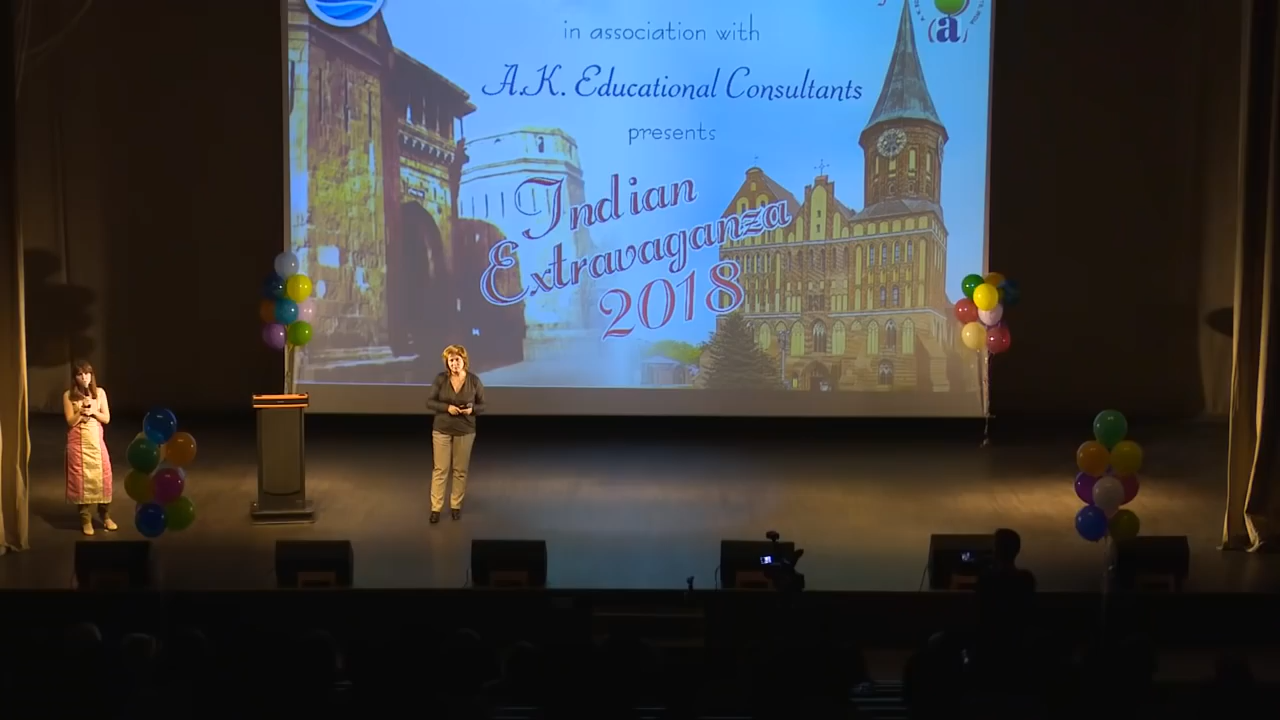 in association with
A.K. Educational Consultants
presents
Indian
Extravaganza
2018
(a)